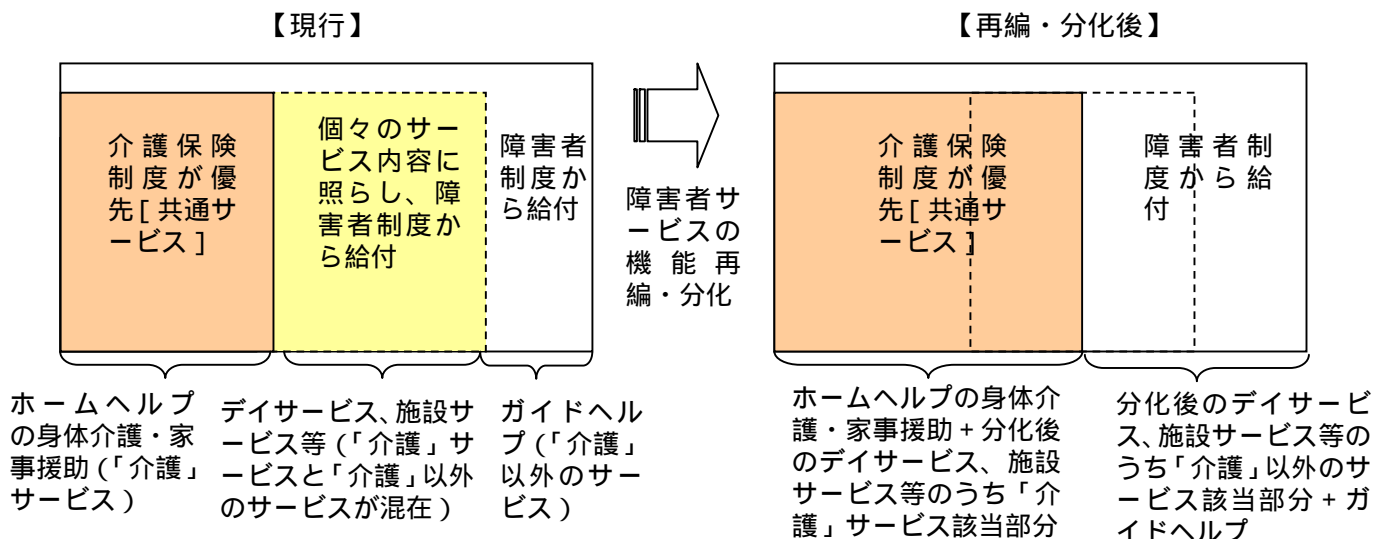 【現行】
【再編・分化後】
介護保険
制度が優
先[共通サ
ービス]
個々のサー
ビス内容に
照らし、障
害者制度か
ら給付
障害者
制度か
ら給付
障害者サ
ービスの
機能再
編・分化
介護保険
制度が優
先[共通サ
ービス]
障害者制
度から給
付
ホームヘルプ
の身体介護・家
事援助(「介護」
サービス)
デイサービス、施設サ
ービス等(「介護」サ
ービスと「介護」以外
のサービスが混在)
ガイドヘル
プ(「介護」
以外のサー
ビス)
ホームヘルプの身体介
護・家事援助+分化後
のデイサービス、施設
サービス等のうち「介
護」サービス該当部分
分化後のデイサービ
ス、施設サービス等の
うち「介護」以外のサ
ービス該当部分+ガ
イドヘルプ